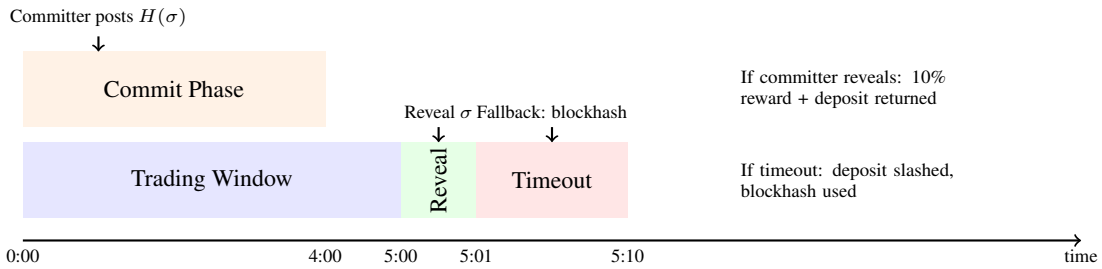 Committer posts H(σ)
Commit Phase
If committer reveals: 10%
reward + deposit returned
Reveal σ Fallback: blockhash
Trading Window
Reveal
Timeout
If timeout: deposit slashed,
blockhash used
0:00 4:00 5:00 5:01 5:10 time